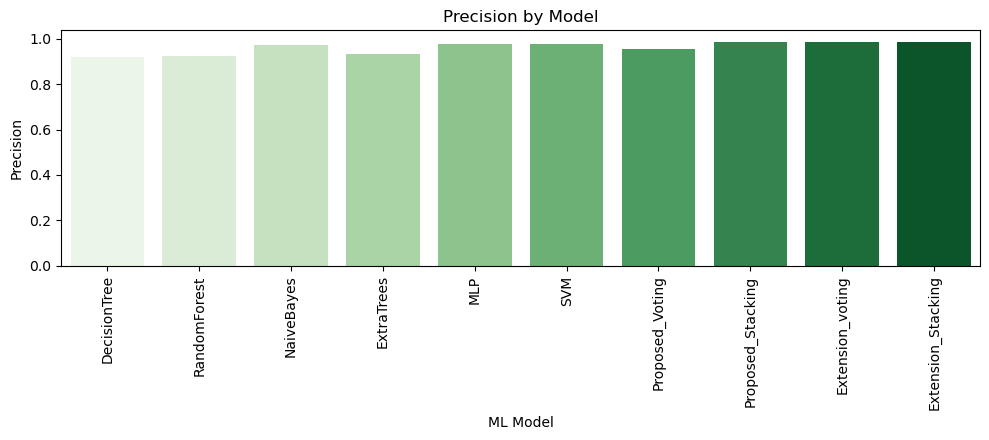 Precision by Model
Precision
1.0
0.8
0.6
0.4
0.2
0.0
DecisionTree
RandomForest
NaiveBayes
ExtraTrees
MLP
SVM
Proposed_Voting
Proposed_Stacking
Extension_voting
Extension_Stacking
ML Model